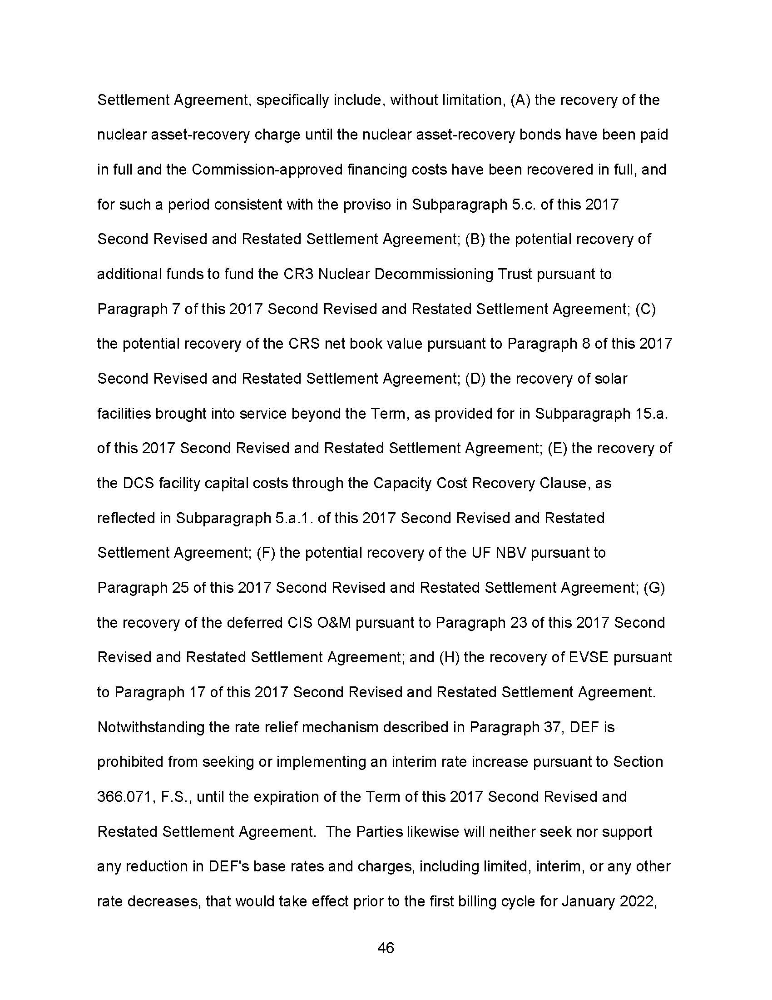 Settlement Agreement, specifically include, without limitation, (A) the recovery of the
nuclear asset-recovery charge until the nuclear asset-recovery bonds have been paid
in full and the Commission-approved financing costs have been recovered in full, and
for such a period consistent with the proviso in Subparagraph 5.c. of this 2017
Second Revised and Restated Settlement Agreement; (B) the potential recovery of
additional funds to fund the CR3 Nuclear Decommissioning Trust pursuant to
Paragraph 7 of this 2017 Second Revised and Restated Settlement Agreement; (C)
the potential recovery of the CRS net book value pursuant to Paragraph 8 of this 2017
Second Revised and Restated Settlement Agreement; (D) the recovery of solar
facilities brought into service beyond the Term, as provided for in Subparagraph 15.a.
of this 2017 Second Revised and Restated Settlement Agreement; (E) the recovery of
the DCS facility capital costs through the Capacity Cost Recovery Clause, as
reflected in Subparagraph 5.a.1. of this 2017 Second Revised and Restated
Settlement Agreement; (F) the potential recovery of the UF NBV pursuant to
Paragraph 25 of this 2017 Second Revised and Restated Settlement Agreement; (G)
the recovery of the deferred CIS O&M pursuant to Paragraph 23 of this 2017 Second
Revised and Restated Settlement Agreement; and (H) the recovery of EVSE pursuant
to Paragraph 17 of this 2017 Second Revised and Restated Settlement Agreement.
Notwithstanding the rate relief mechanism described in Paragraph 37, DEF is
prohibited from seeking or implementing an interim rate increase pursuant to Section
366.071, F.S., until the expiration of the Term of this 2017 Second Revised and
Restated Settlement Agreement.  The Parties likewise will neither seek nor support
any reduction in DEF's base rates and charges, including limited, interim, or any other
rate decreases, that would take effect prior to the first billing cycle for January 2022,
46